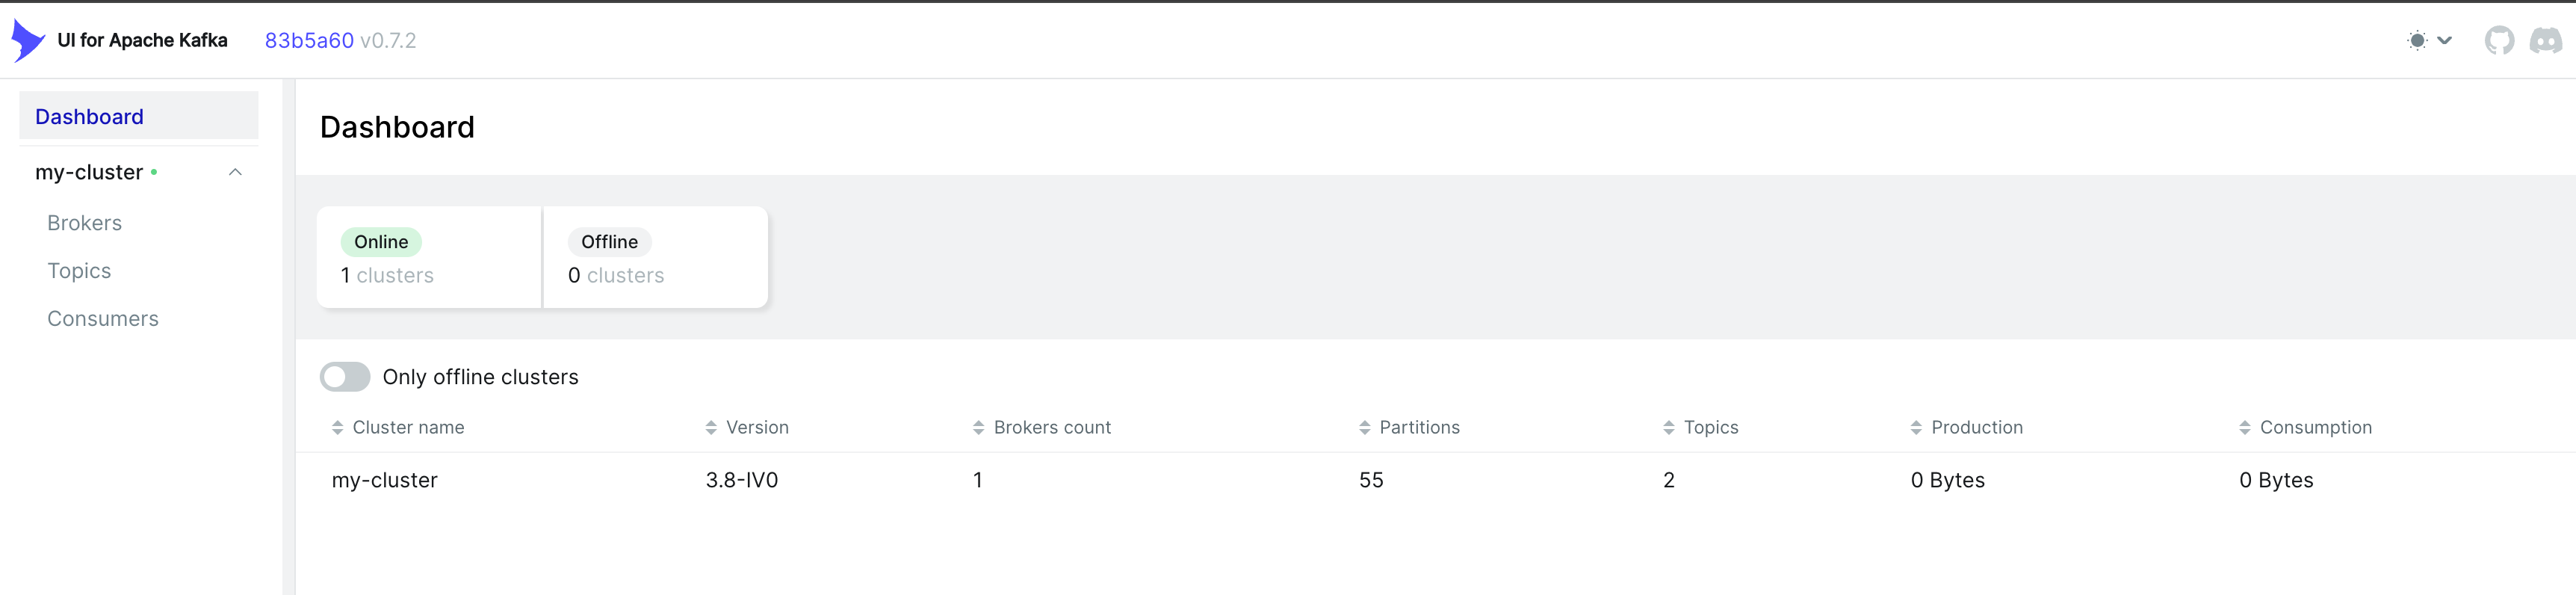 UI for Apache Kafka 83b5a60 v0.7.2
Dashboard
my-cluster
Brokers
Topics
Consumers
Dashboard
Online
1 clusters
Offline
0 clusters
Only offline clusters
Cluster name Version Brokers count Partitions Topics Production Consumption
my-cluster 3.8-IV0 1 55 2 0 Bytes 0 Bytes